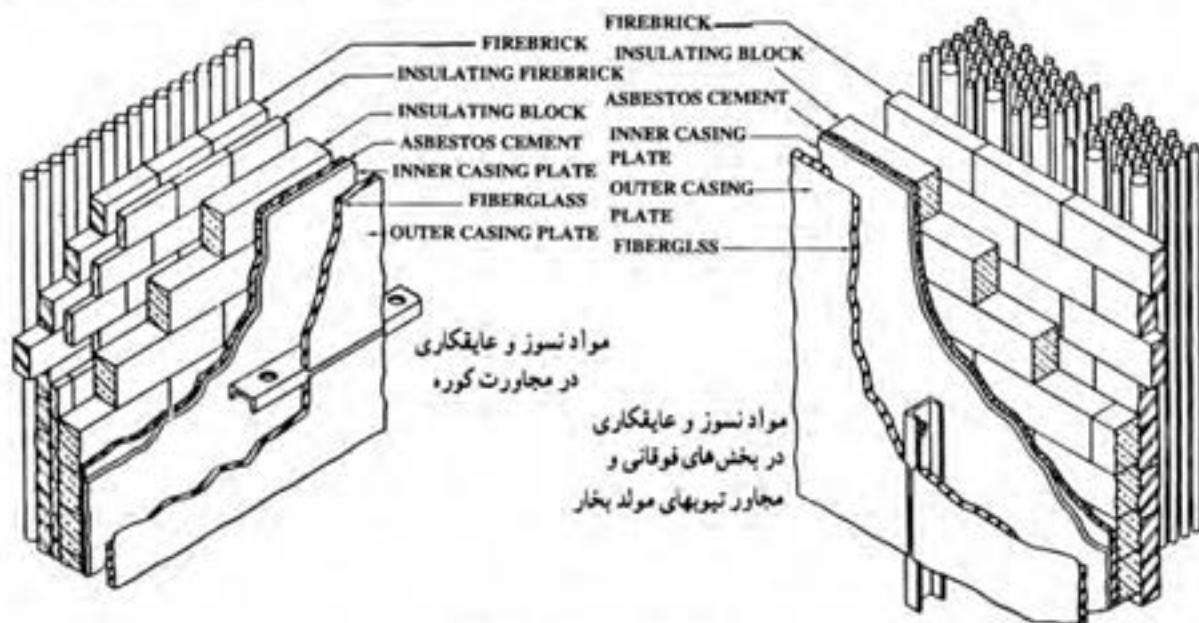 FIREBRICK
INSULATING FIREBRICK
INSULATING BLOCK
ASBESTOS CEMENT
INNER CASING PLATE
FIBERGLASS
OUTER CASING PLATE
مواد نسوز و عایقکاری
در مجاورت کوره
FIREBRICK
INSULATING BLOCK
ASBESTOS CEMENT
INNER CASING
PLATE
OUTER CASING
PLATE
FIBERGLSS
مواد نسوز و عایقکاری
در بخش‌های فوقانی و
مجاور تیوبهای مولد بخار